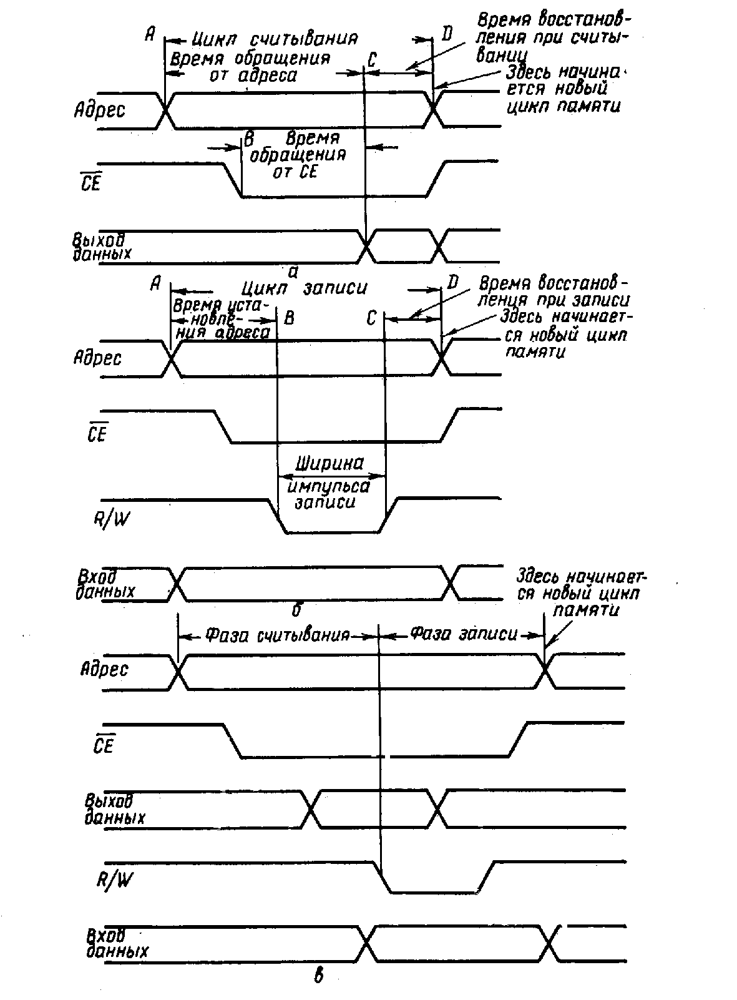 A
Цикл считывания
D
Время восстанов-
ления при считы-
вании
Время обращения
от адреса
C
Здесь начина-
ется новый
цикл памяти
Адрес
B
Время
обращения
от CE
CE
Выход
данных
а
A
Цикл записи
D
Время восстанов-
ления при записи
Время уста-
новле-
ния адреса
B
C
Здесь начинает-
ся новый цикл
памяти
Адрес
CE
Ширина
импульса
записи
R/W
Вход
данных
б
Здесь начинает-
ся новый цикл
памяти
Фаза считывания
Фаза записи
Адрес
CE
Выход
данных
R/W
Вход
данных
в